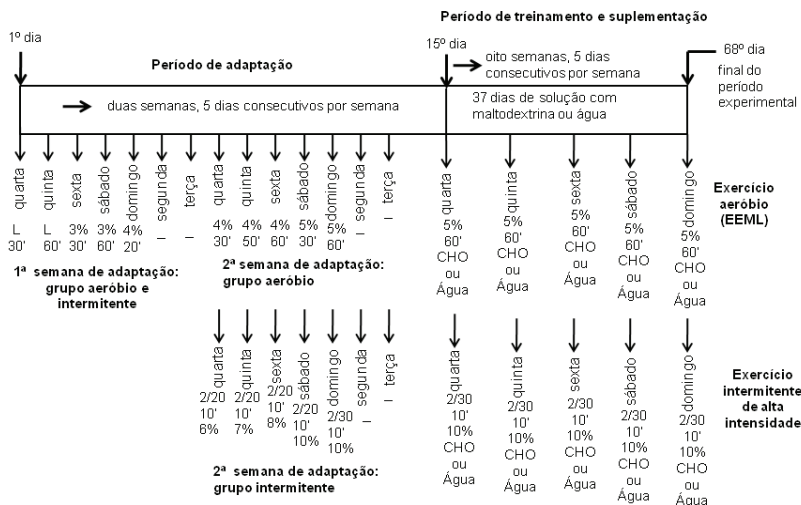 Período de treinamento e suplementação
1º dia
15º dia
68º dia
Período de adaptação
oito semanas, 5 dias
consecutivos por semana
final do
período
experimental
duas semanas, 5 dias consecutivos por semana
37 dias de solução com
maltodextrina ou água
quarta
quinta
sexta
sábado
domingo
segunda
terça
quarta
quinta
sexta
sábado
domingo
segunda
terça
quarta
quinta
sexta
sábado
domingo
Exercício
aeróbio
(EEML)
L
30'
L
60'
3%
30'
3%
60'
4%
20'
–
–
4%
30'
4%
50'
4%
60'
5%
30'
5%
60'
–
–
5%
60'
CHO
ou
Água
5%
60'
CHO
ou
Água
5%
60'
CHO
ou
Água
5%
60'
CHO
ou
Água
5%
60'
CHO
ou
Água
1ª semana de adaptação:
grupo aeróbio e
intermitente
2ª semana de adaptação:
grupo aeróbio
quarta
quinta
sexta
sábado
domingo
segunda
terça
quarta
quinta
sexta
sábado
domingo
Exercício
intermitente
de alta
intensidade
2/20
10'
6%
2/20
10'
7%
2/20
10'
8%
2/20
10'
10%
2/30
10'
10%
–
–
2/30
10'
10%
CHO
ou
Água
2/30
10'
10%
CHO
ou
Água
2/30
10'
10%
CHO
ou
Água
2/30
10'
10%
CHO
ou
Água
2/30
10'
10%
CHO
ou
Água
2ª semana de adaptação:
grupo intermitente